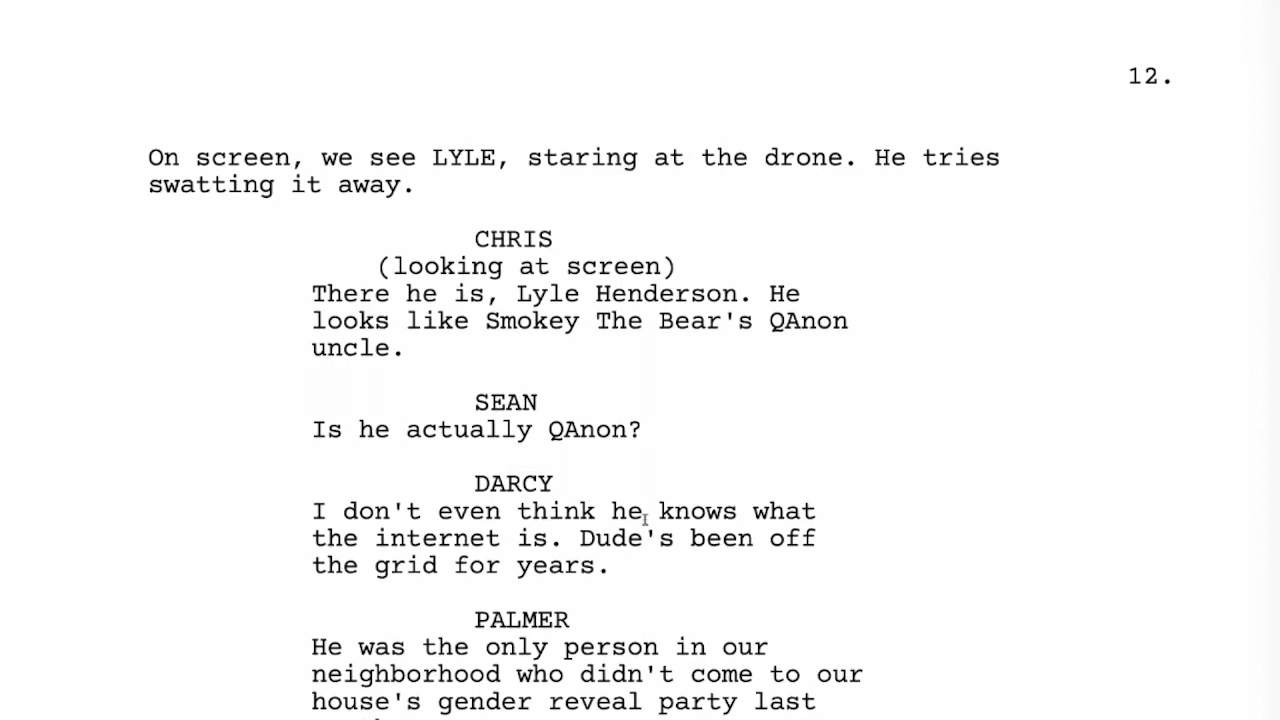 12.
On screen, we see LYLE, staring at the drone. He tries
swatting it away.
CHRIS
(looking at screen)
There he is, Lyle Henderson. He
looks like Smokey The Bear's QAnon
uncle.
SEAN
Is he actually QAnon?
DARCY
I don't even think he knows what
the internet is. Dude's been off
the grid for years.
PALMER
He was the only person in our
neighborhood who didn't come to our
house's gender reveal party last